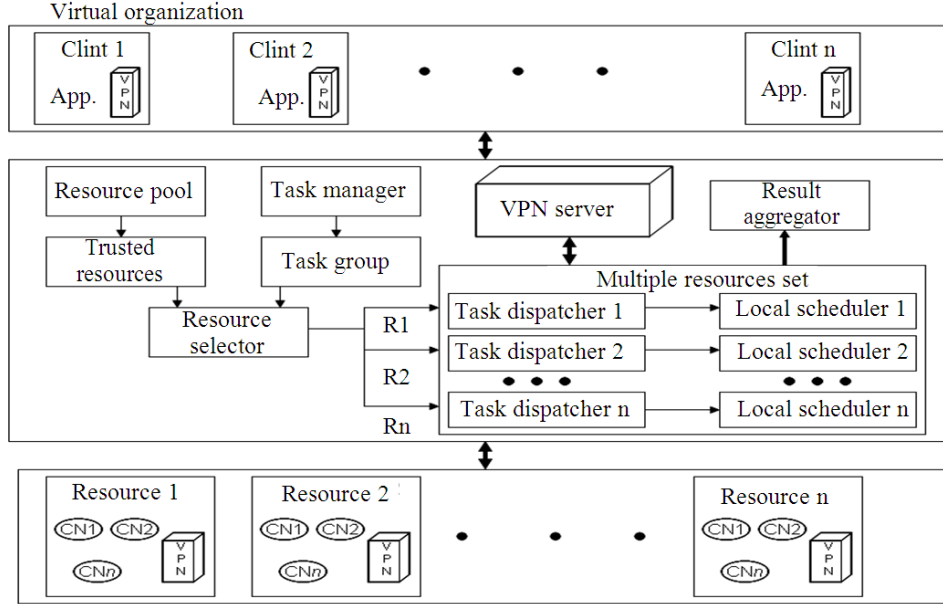 Virtual organization
Clint 1
App.
VPN
Clint 2
App.
VPN
Clint n
App.
VPN
Resource pool
Task manager
VPN server
Result
aggregator
Trusted
resources
Task group
Multiple resources set
Resource
selector
R1
R2
Rn
Task dispatcher 1
Local scheduler 1
Task dispatcher 2
Local scheduler 2
Task dispatcher n
Local scheduler n
Resource 1
CN1
CN2
CNn
VPN
Resource 2
CN1
CN2
CNn
VPN
Resource n
CN1
CN2
CNn
VPN